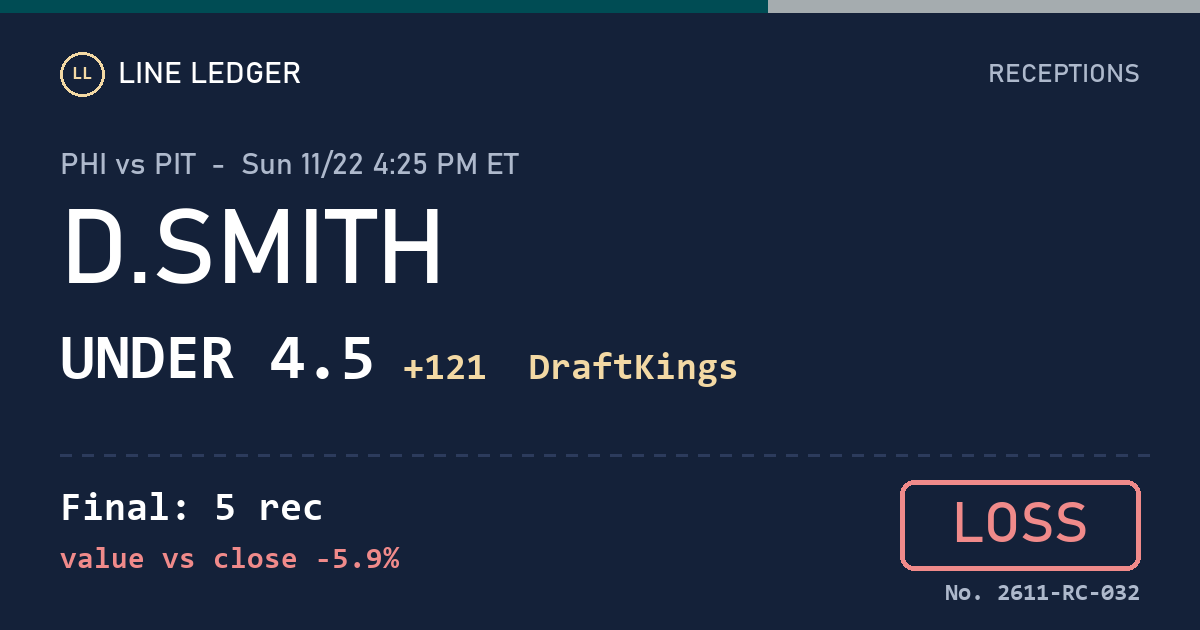 LL LINE LEDGER
RECEPTIONS
PHI vs PIT - Sun 11/22 4:25 PM ET
D.SMITH
UNDER 4.5 +121 DraftKings
Final: 5 rec
LOSS
value vs close -5.9%
No. 2611-RC-032